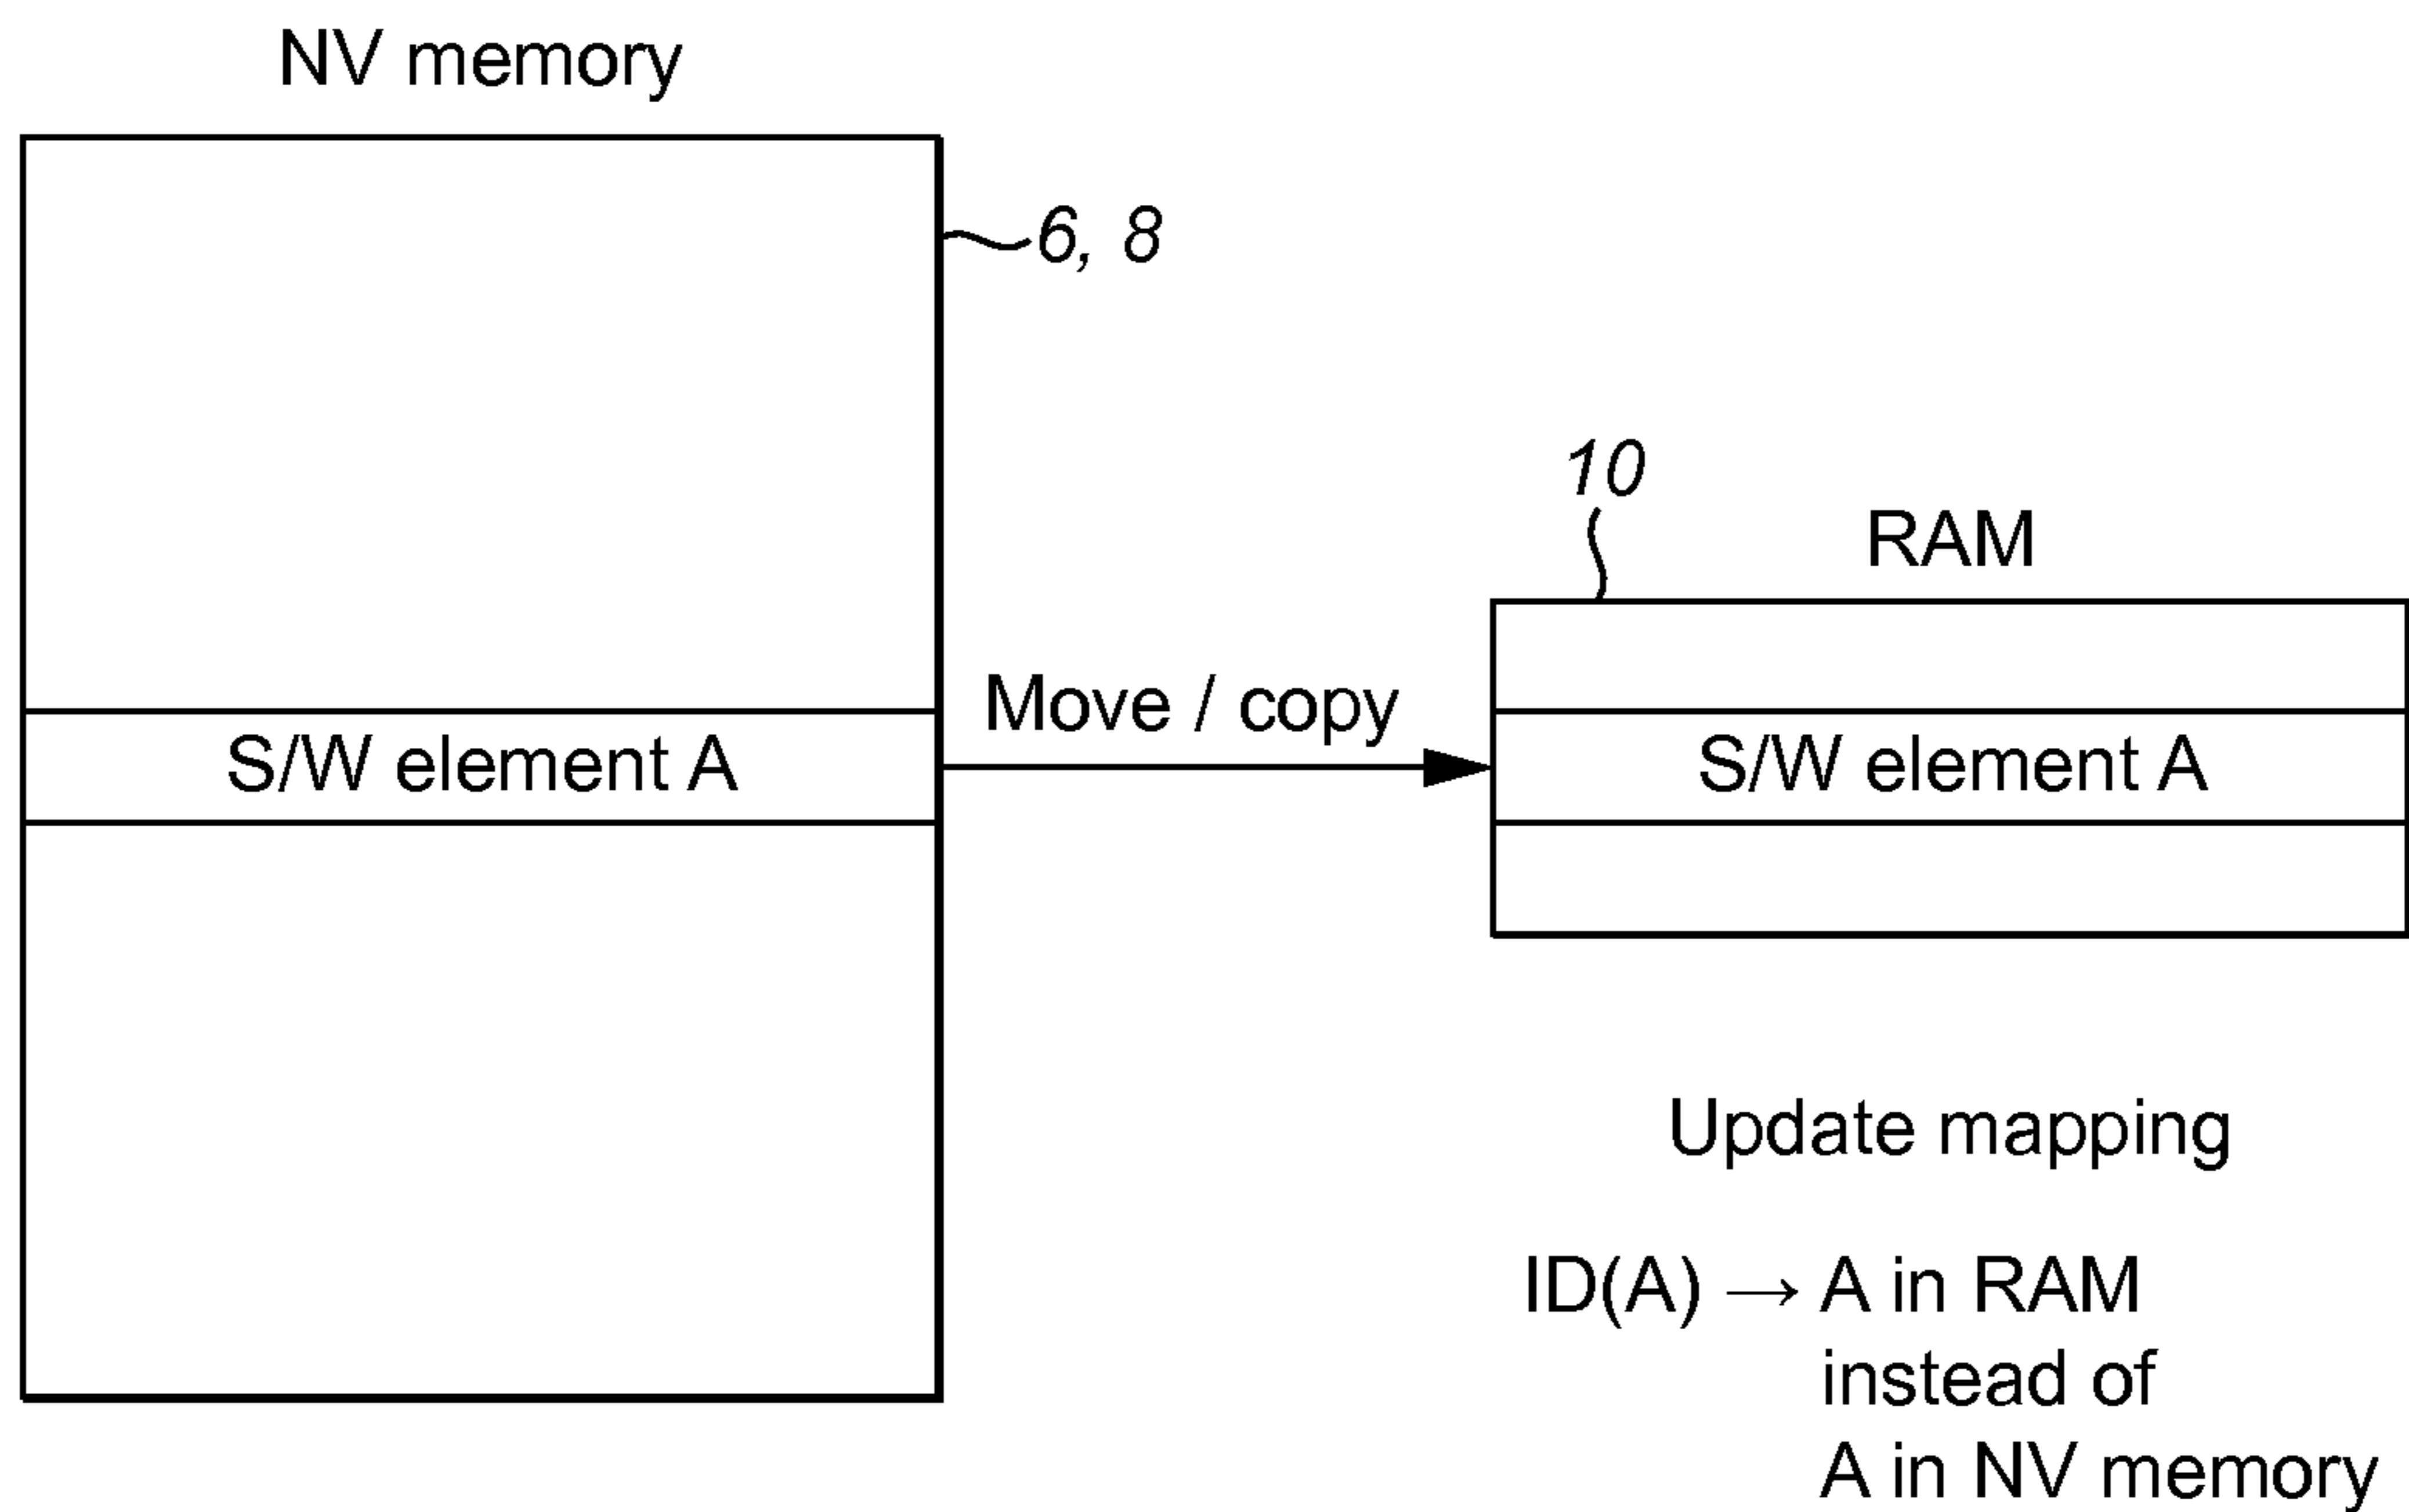 NV memory
6, 8
10
RAM
Move / copy
S/W element A
S/W element A
Update mapping
ID(A) → A in RAM
instead of
A in NV memory